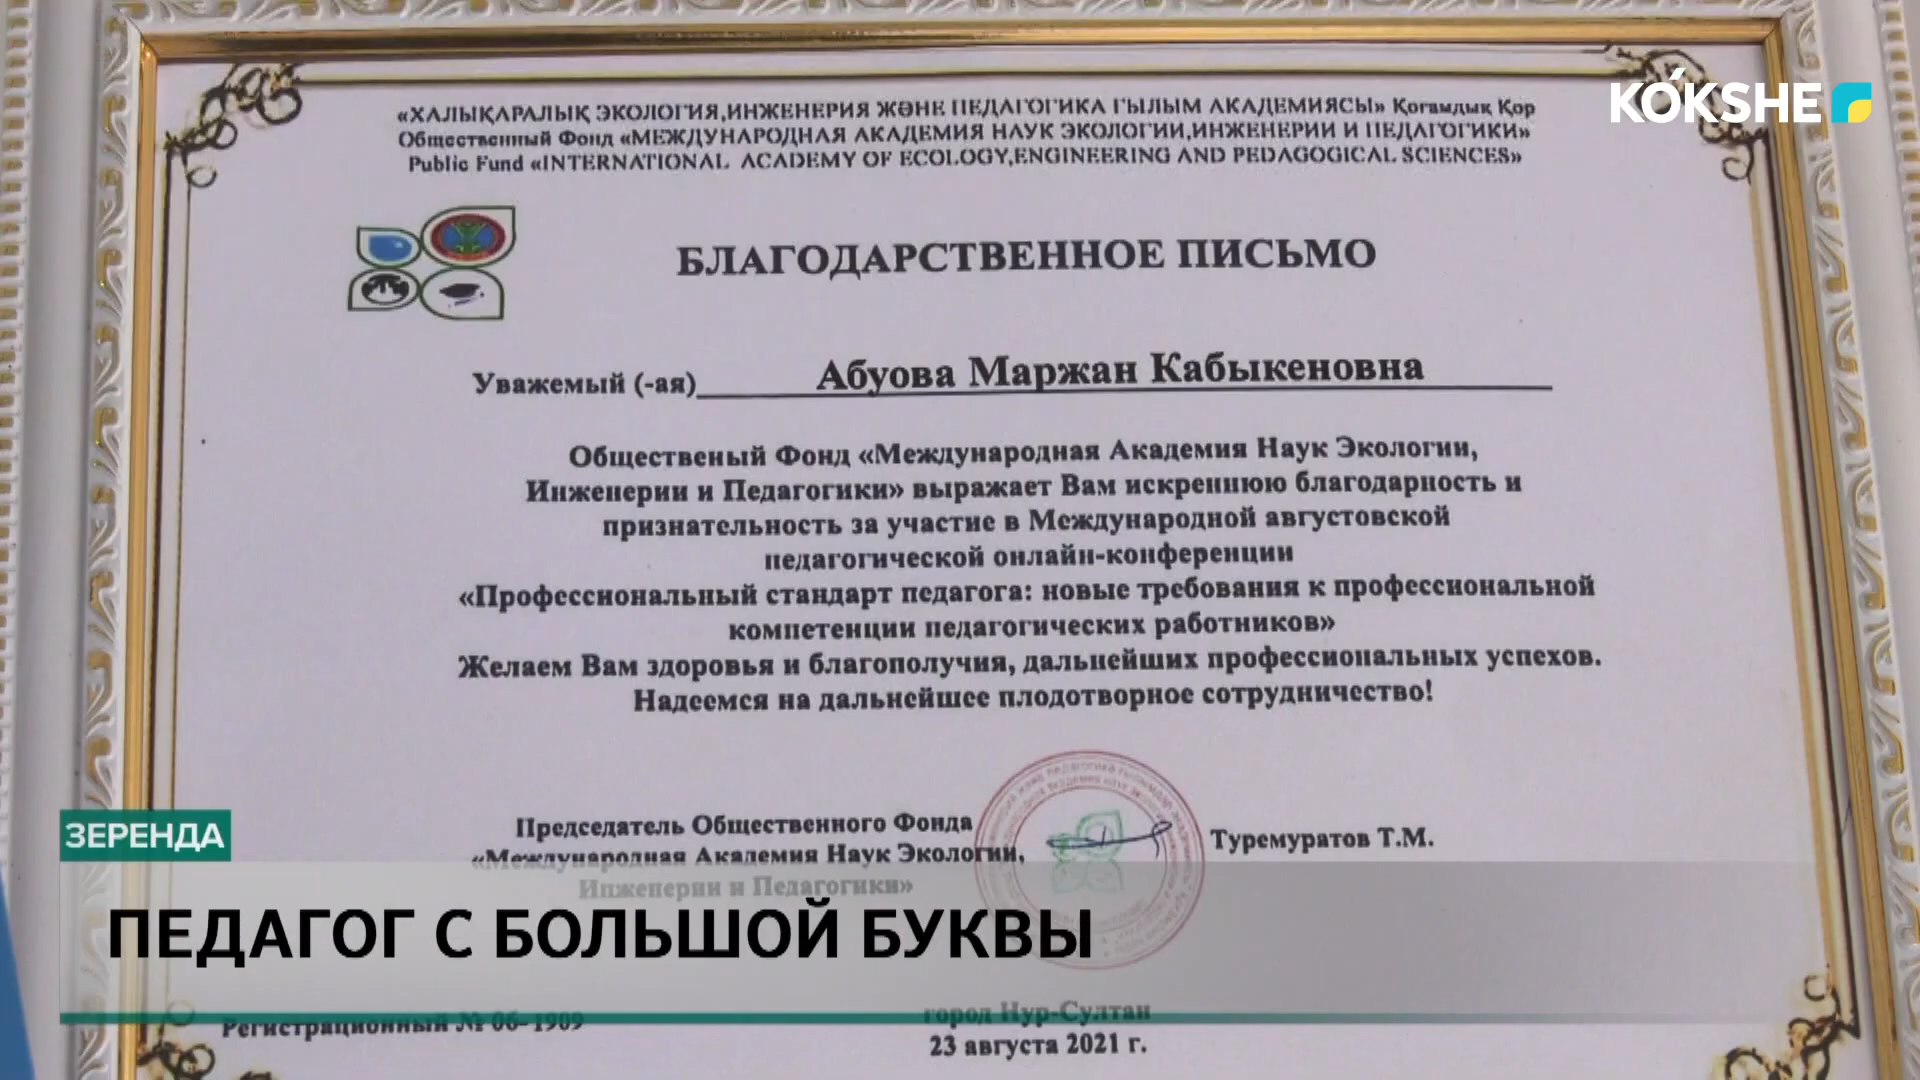 «ХАЛЫҚАРАЛЫҚ ЭКОЛОГИЯ,ИНЖЕНЕРИЯ ЖӘНЕ ПЕДАГОГИКА ҒЫЛЫМ АКАДЕМИЯСЫ» Қоғамдық Қор
Общественный Фонд «МЕЖДУНАРОДНАЯ АКАДЕМИЯ НАУК ЭКОЛОГИИ,ИНЖЕНЕРИИ И ПЕДАГОГИКИ»
Public Fund «INTERNATIONAL ACADEMY OF ECOLOGY,ENGINEERING AND PEDAGOGICAL SCIENCES»
KÓKSHE
БЛАГОДАРСТВЕННОЕ ПИСЬМО
Уважемый (-ая) Абуова Маржан Кабыкеновна
Общественый Фонд «Международная Академия Наук Экологии,
Инженерии и Педагогики» выражает Вам искреннюю благодарность и
признательность за участие в Международной августовской
педагогической онлайн-конференции
«Профессиональный стандарт педагога: новые требования к профессиональной
компетенции педагогических работников»
Желаем Вам здоровья и благополучия, дальнейших профессиональных успехов.
Надеемся на дальнейшее плодотворное сотрудничество!
Председатель Общественного Фонда
«Международная Академия Наук Экологии,
Инженерии и Педагогики»
Туремуратов Т.М.
ЗЕРЕНДА
ПЕДАГОГ С БОЛЬШОЙ БУКВЫ
Регистрационный № 06-1909
город Нур-Султан
23 августа 2021 г.